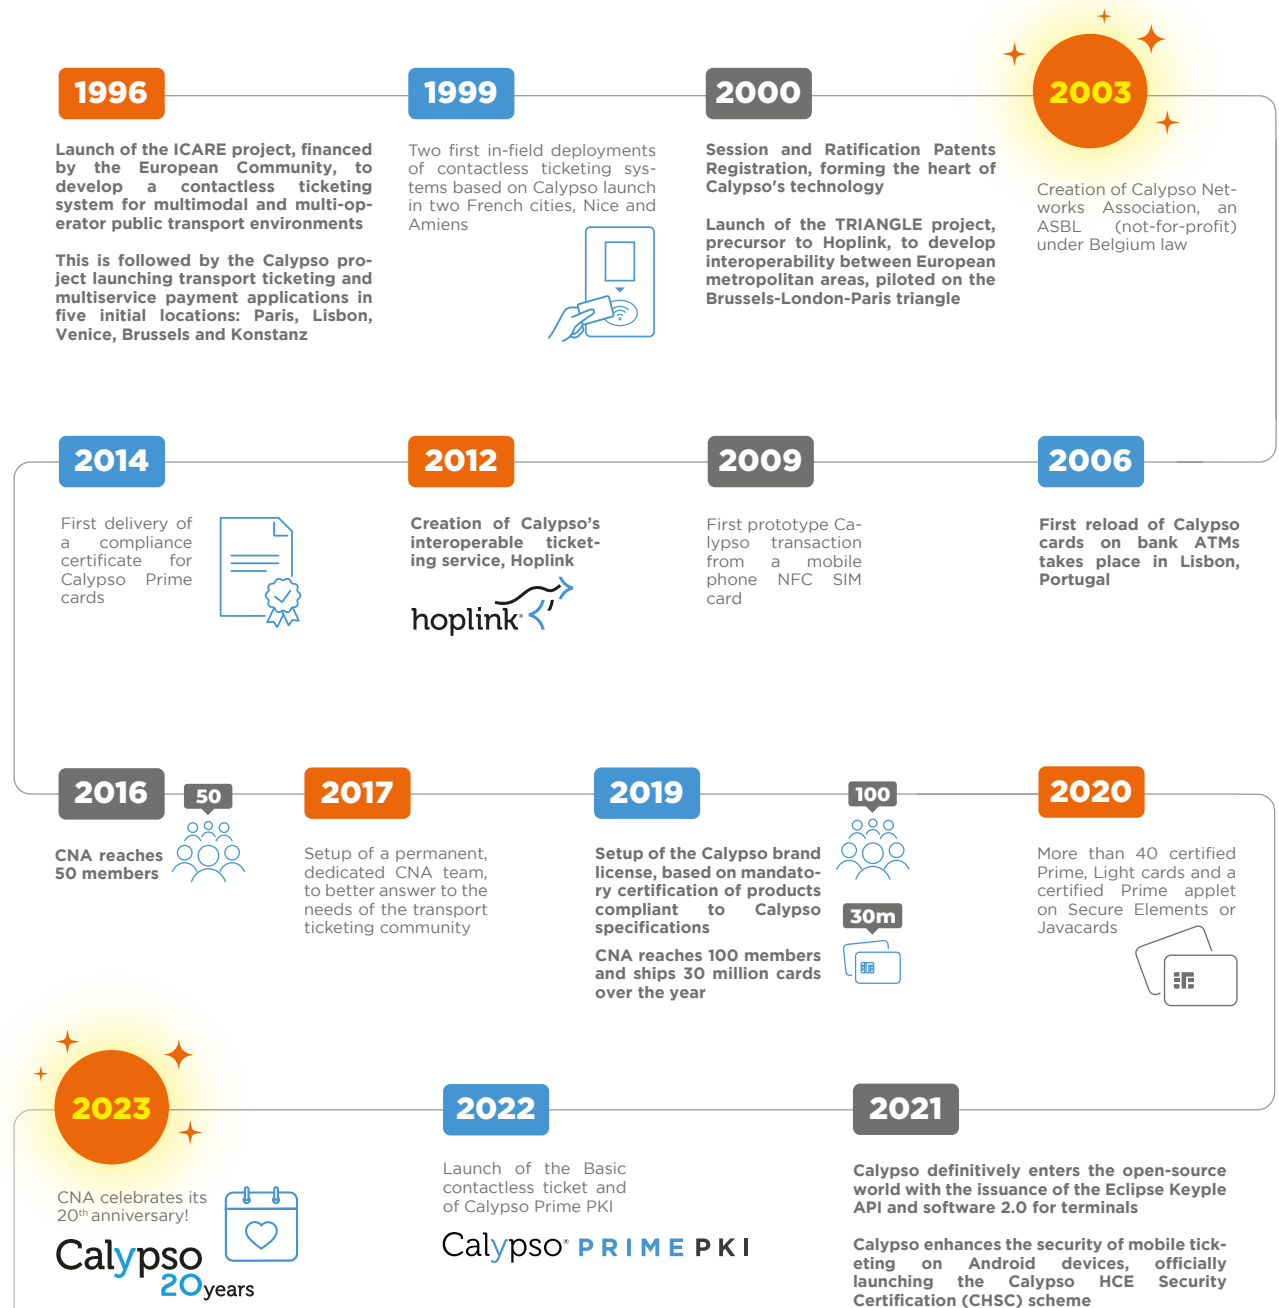 1996
Launch of the ICARE project, financed
by the European Community, to
develop a contactless ticketing
system for multimodal and multi-op-
erator public transport environments
This is followed by the Calypso pro-
ject launching transport ticketing and
multiservice payment applications in
five initial locations: Paris, Lisbon,
Venice, Brussels and Konstanz
1999
Two first in-field deployments
of contactless ticketing sys-
tems based on Calypso launch
in two French cities, Nice and
Amiens
2000
Session and Ratification Patents
Registration, forming the heart of
Calypso's technology
Launch of the TRIANGLE project,
precursor to Hoplink, to develop
interoperability between European
metropolitan areas, piloted on the
Brussels-London-Paris triangle
2003
Creation of Calypso Net-
works Association, an
ASBL (not-for-profit)
under Belgium law
2006
First reload of Calypso
cards on bank ATMs
takes place in Lisbon,
Portugal
2009
First prototype Ca-
lypso transaction
from a mobile
phone NFC SIM
card
2012
Creation of Calypso’s
interoperable ticket-
ing service, Hoplink
hoplink®
2014
First delivery of
a compliance
certificate for
Calypso Prime
cards
2016
50
CNA reaches
50 members
2017
Setup of a permanent,
dedicated CNA team,
to better answer to the
needs of the transport
ticketing community
2019
Setup of the Calypso brand
license, based on mandato-
ry certification of products
compliant to Calypso
specifications
CNA reaches 100 members
and ships 30 million cards
over the year
100
30m
2020
More than 40 certified
Prime, Light cards and a
certified Prime applet
on Secure Elements or
Javacards
2021
Calypso definitively enters the open-source
world with the issuance of the Eclipse Keyple
API and software 2.0 for terminals
Calypso enhances the security of mobile tick-
eting on Android devices, officially
launching the Calypso HCE Security
Certification (CHSC) scheme
2022
Launch of the Basic
contactless ticket and
of Calypso Prime PKI
Calypso® PRIME PKI
2023
CNA celebrates its
20th anniversary!
Calypso
20years